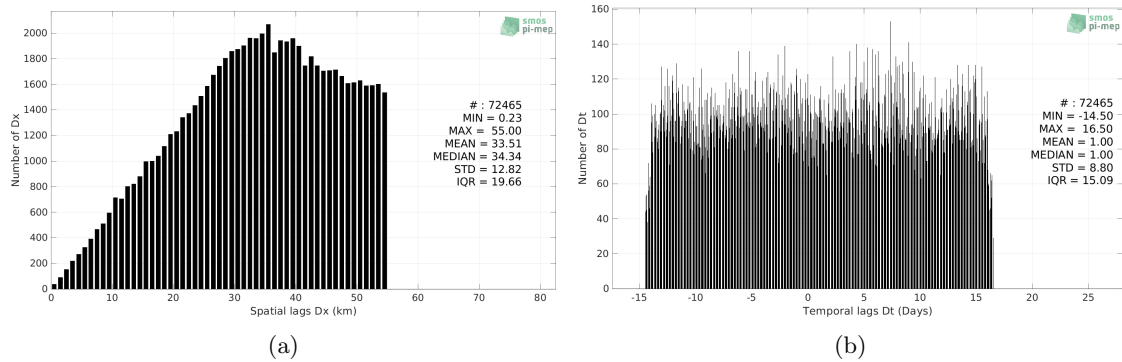 2000
1800
1600
1400
1200
1000
800
600
400
200
0
Number of Dx
0 10 20 30 40 50 60 70 80
Spatial lags Dx (km)
smos
pi-mep
# : 72465
MIN = 0.23
MAX = 55.00
MEAN = 33.51
MEDIAN = 34.34
STD = 12.82
IQR = 19.66
(a)
160
140
120
100
80
60
40
20
0
Number of Dt
-15 -10 -5 0 5 10 15 20 25
Temporal lags Dt (Days)
smos
pi-mep
# : 72465
MIN = -14.50
MAX = 16.50
MEAN = 1.00
MEDIAN = 1.00
STD = 8.80
IQR = 15.09
(b)